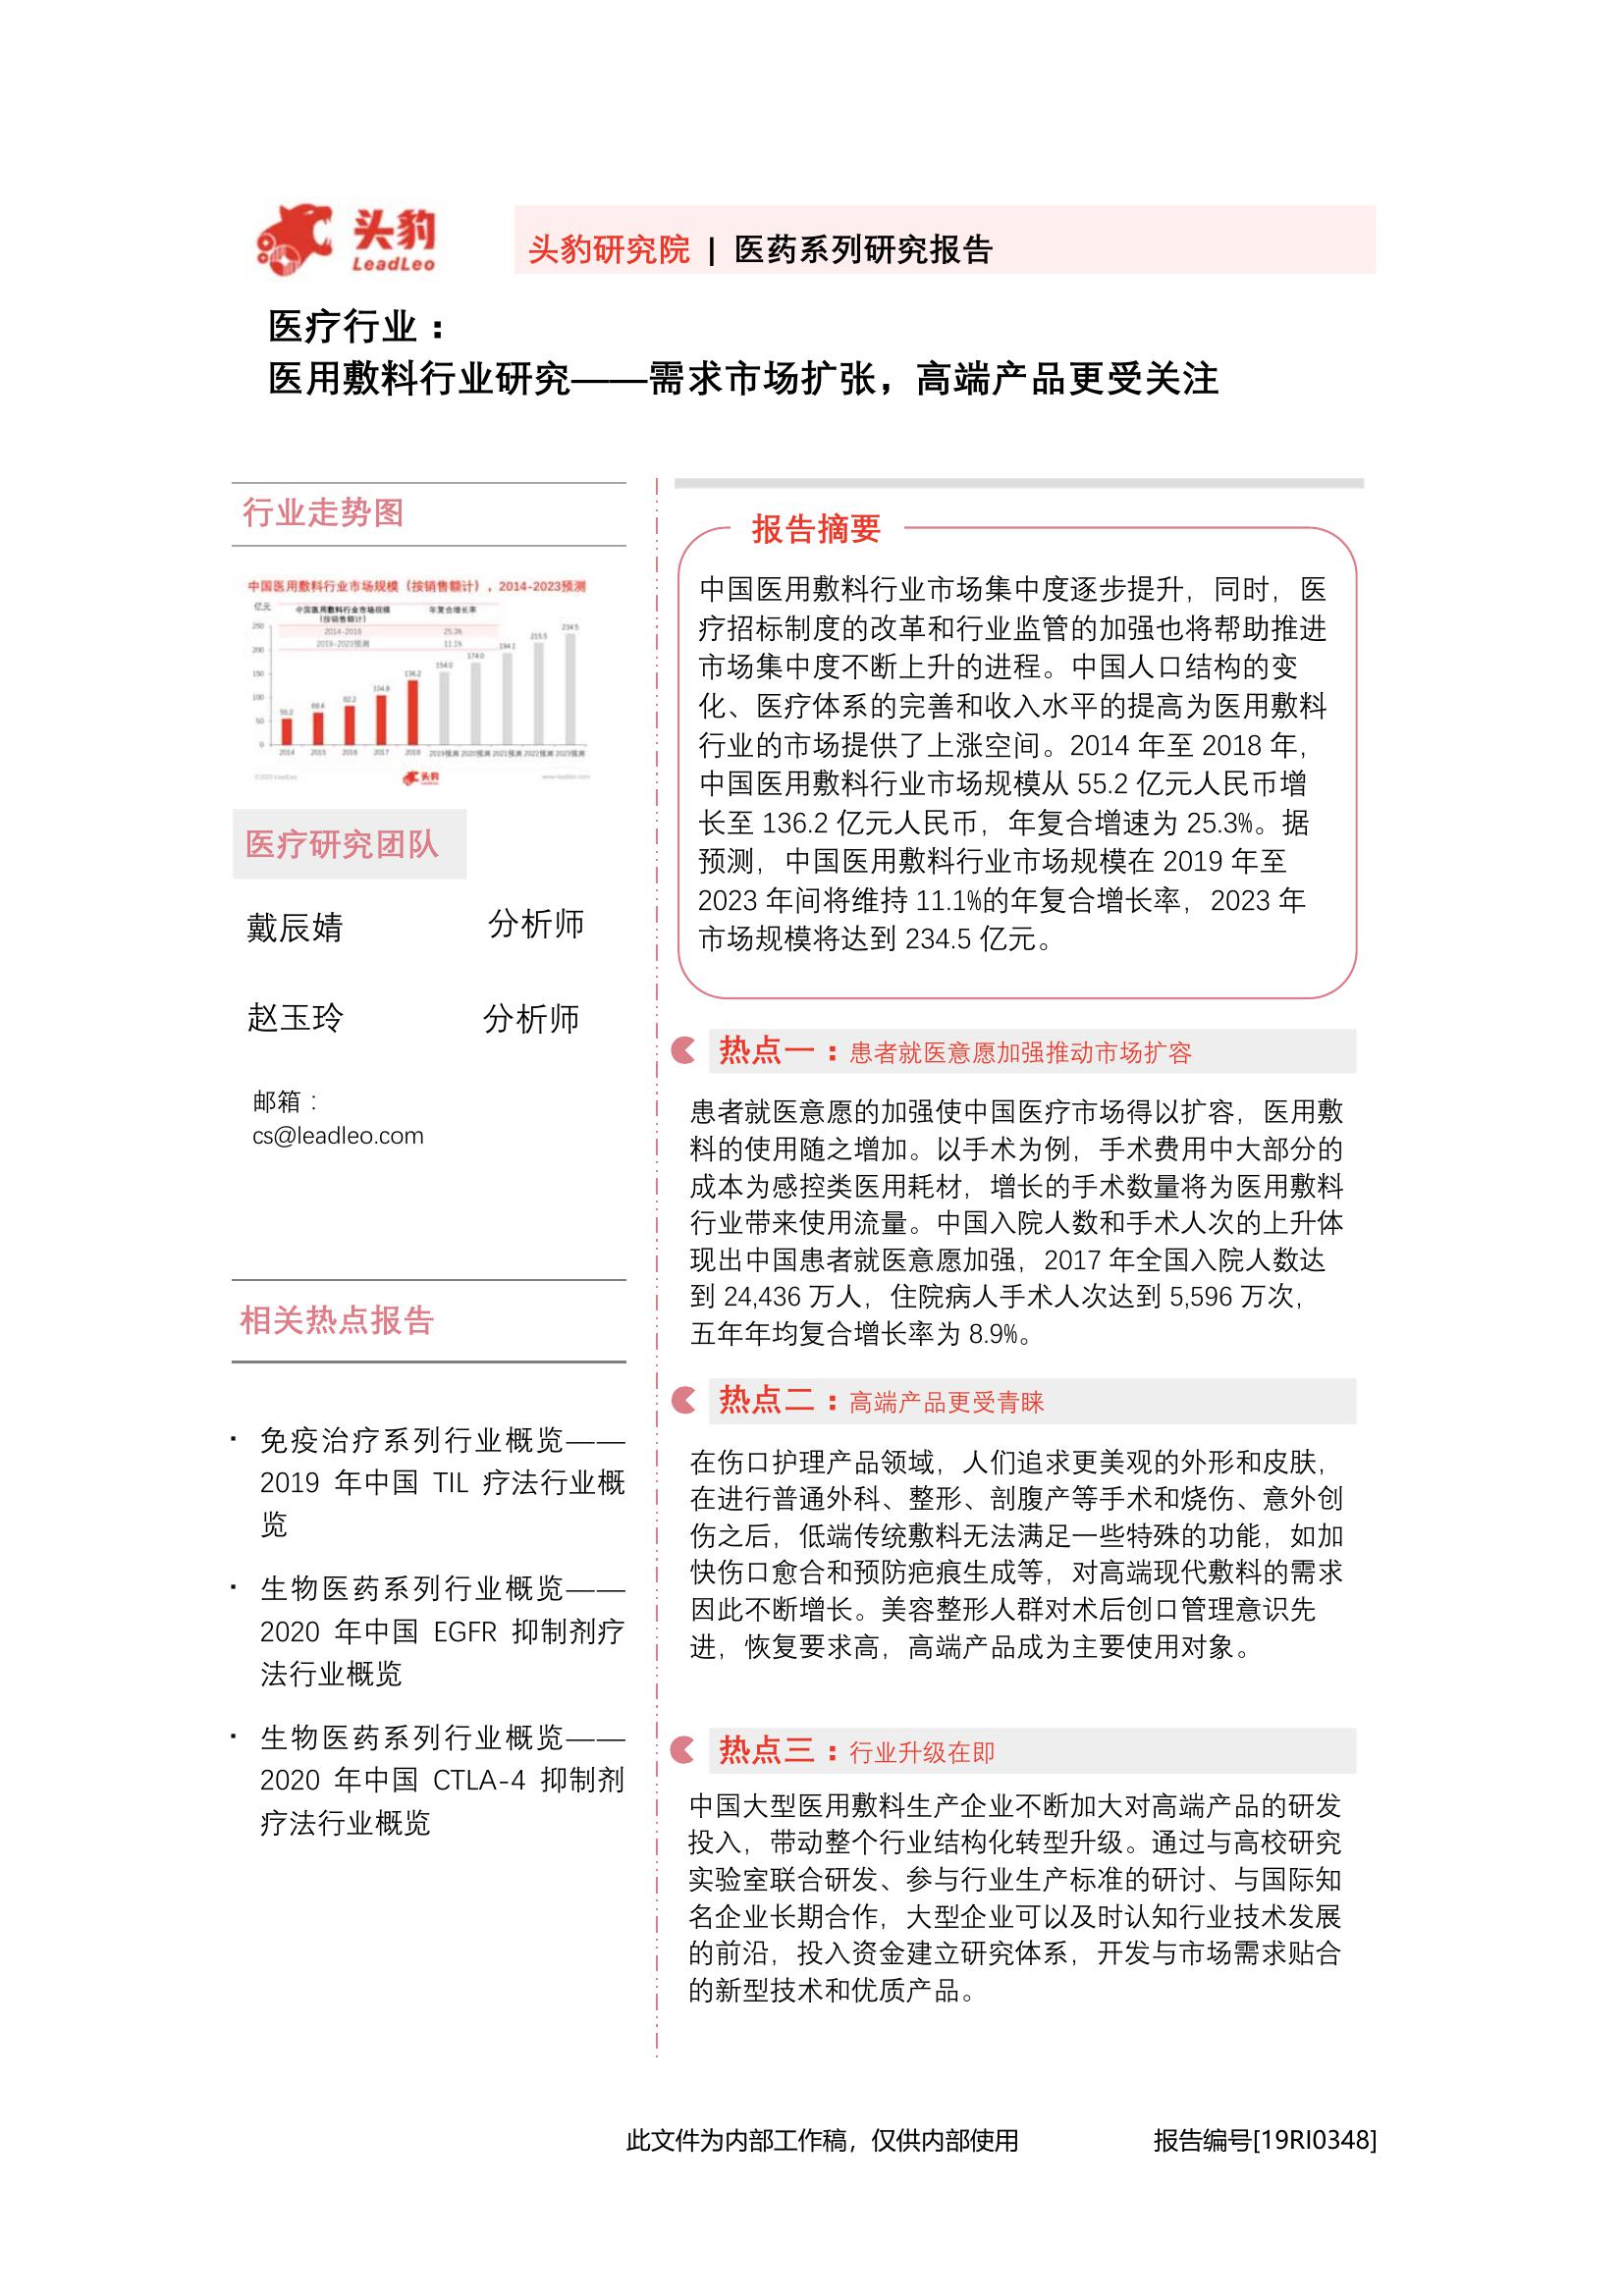 头豹
LeadLeo
头豹研究院 | 医药系列研究报告
医疗行业：
医用敷料行业研究——需求市场扩张，高端产品更受关注
行业走势图
中国医用敷料行业市场规模（按销售额计），2014-2023预测
亿元
中国医用敷料行业市场规模 年复合增长率
（按销售额计）
2014-2018 25.3%
2019-2023预测 11.1%
250
200
150
100
50
0
55.2 68.4 82.2 104.8 136.2 154.0 174.0 194.1 215.5 234.5
2014 2015 2016 2017 2018 2019预测 2020预测 2021预测 2022预测 2023预测
©2020 LeadLeo
头豹
www.leadleo.com
医疗研究团队
戴辰婧 分析师
赵玉玲 分析师
邮箱：
cs@leadleo.com
相关热点报告
▪ 免疫治疗系列行业概览——
2019 年中国 TIL 疗法行业概
览
▪ 生物医药系列行业概览——
2020 年中国 EGFR 抑制剂疗
法行业概览
▪ 生物医药系列行业概览——
2020 年中国 CTLA-4 抑制剂
疗法行业概览
报告摘要
中国医用敷料行业市场集中度逐步提升，同时，医
疗招标制度的改革和行业监管的加强也将帮助推进
市场集中度不断上升的进程。中国人口结构的变
化、医疗体系的完善和收入水平的提高为医用敷料
行业的市场提供了上涨空间。2014 年至 2018 年，
中国医用敷料行业市场规模从 55.2 亿元人民币增
长至 136.2 亿元人民币，年复合增速为 25.3%。据
预测，中国医用敷料行业市场规模在 2019 年至
2023 年间将维持 11.1%的年复合增长率，2023 年
市场规模将达到 234.5 亿元。
热点一：患者就医意愿加强推动市场扩容
患者就医意愿的加强使中国医疗市场得以扩容，医用敷
料的使用随之增加。以手术为例，手术费用中大部分的
成本为感控类医用耗材，增长的手术数量将为医用敷料
行业带来使用流量。中国入院人数和手术人次的上升体
现出中国患者就医意愿加强，2017 年全国入院人数达
到 24,436 万人，住院病人手术人次达到 5,596 万次，
五年年均复合增长率为 8.9%。
热点二：高端产品更受青睐
在伤口护理产品领域，人们追求更美观的外形和皮肤，
在进行普通外科、整形、剖腹产等手术和烧伤、意外创
伤之后，低端传统敷料无法满足一些特殊的功能，如加
快伤口愈合和预防疤痕生成等，对高端现代敷料的需求
因此不断增长。美容整形人群对术后创口管理意识先
进，恢复要求高，高端产品成为主要使用对象。
热点三：行业升级在即
中国大型医用敷料生产企业不断加大对高端产品的研发
投入，带动整个行业结构化转型升级。通过与高校研究
实验室联合研发、参与行业生产标准的研讨、与国际知
名企业长期合作，大型企业可以及时认知行业技术发展
的前沿，投入资金建立研究体系，开发与市场需求贴合
的新型技术和优质产品。
此文件为内部工作稿，仅供内部使用 报告编号[19RI0348]